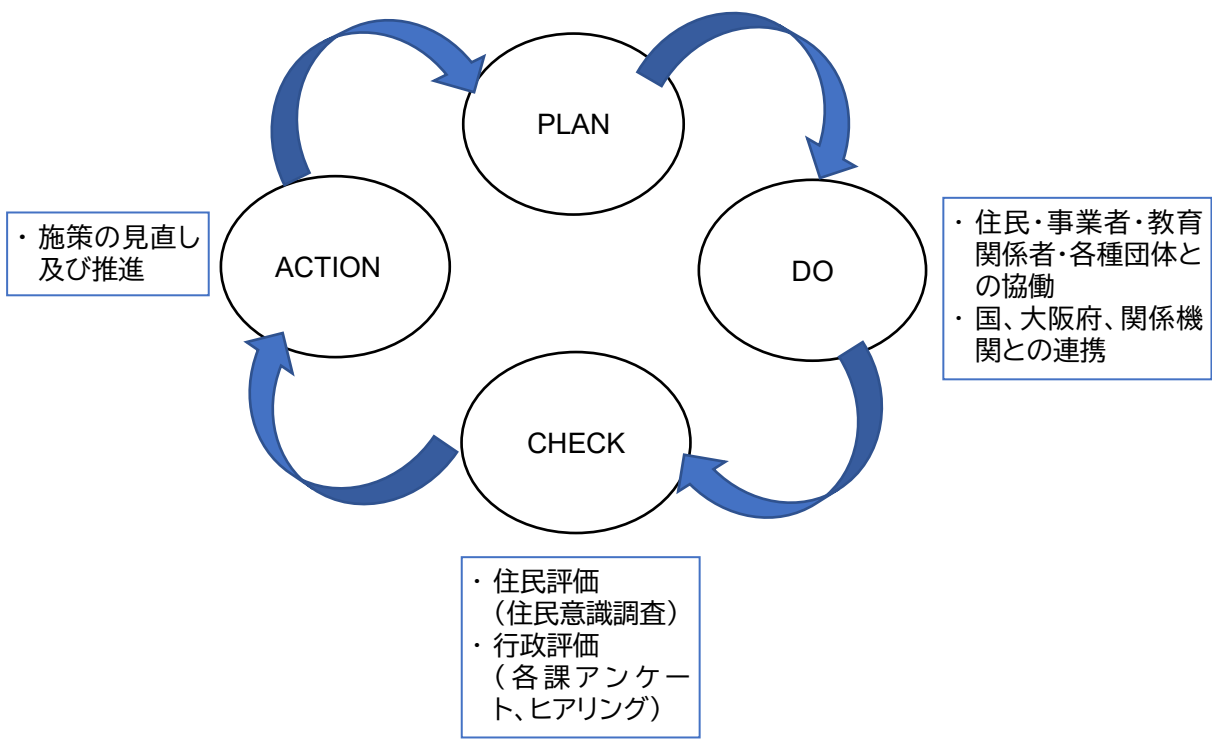 PLAN
ACTION
DO
CHECK
・施策の見直し
及び推進
・住民・事業者・教育
関係者・各種団体と
の協働
・国、大阪府、関係機
関との連携
・住民評価
（住民意識調査）
・行政評価
（各課アンケー
ト、ヒアリング）